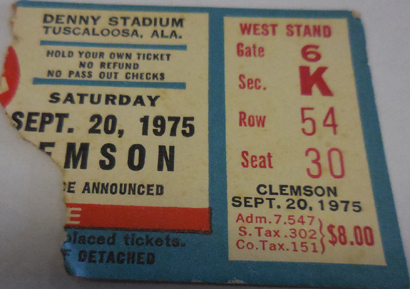 DENNY STADIUM
TUSCALOOSA, ALA.
HOLD YOUR OWN TICKET
NO REFUND
NO PASS OUT CHECKS
SATURDAY
SEPT. 20, 1975
EMSON
CE ANNOUNCED
E
placed tickets.
F DETACHED
WEST STAND
Gate 6
Sec. K
Row 54
Seat 30
CLEMSON
SEPT. 20, 1975
Adm. 7.547
S. Tax .302
Co. Tax .151
$8.00